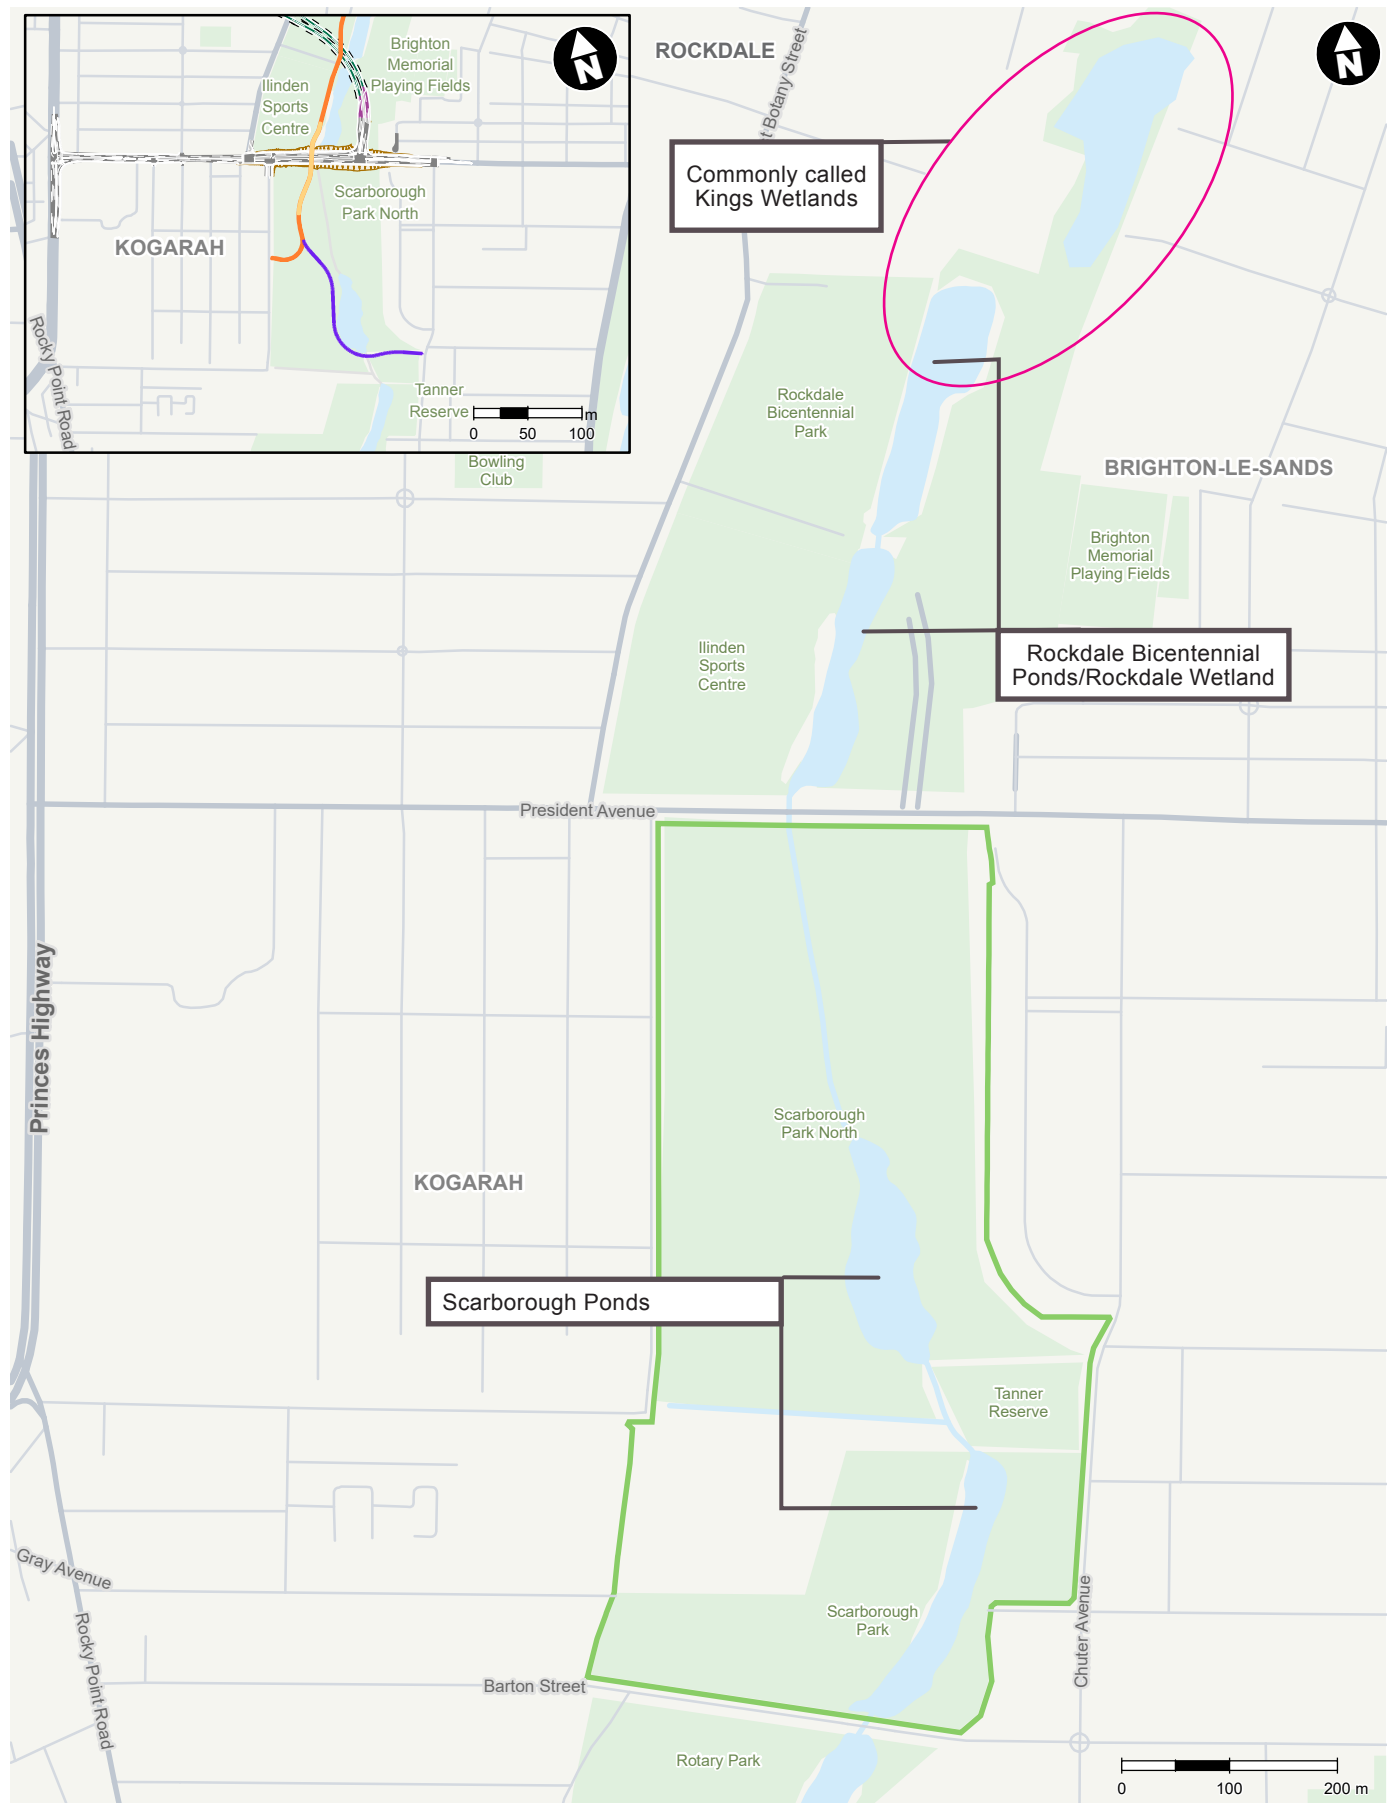 Brighton
Memorial
Playing Fields
Ilinden
Sports
Centre
N
Scarborough
Park North
KOGARAH
Rocky Point Road
Tanner
Reserve
m
0 50 100
ROCKDALE
t Botany Street
N
Commonly called
Kings Wetlands
Rockdale
Bicentennial
Park
Bowling
Club
BRIGHTON-LE-SANDS
Brighton
Memorial
Playing Fields
Ilinden
Sports
Centre
Rockdale Bicentennial
Ponds/Rockdale Wetland
President Avenue
Princes Highway
Scarborough
Park North
KOGARAH
Scarborough Ponds
Tanner
Reserve
Gray Avenue
Rocky Point Road
Scarborough
Park
Chuter Avenue
Barton Street
Rotary Park
0 100 200 m